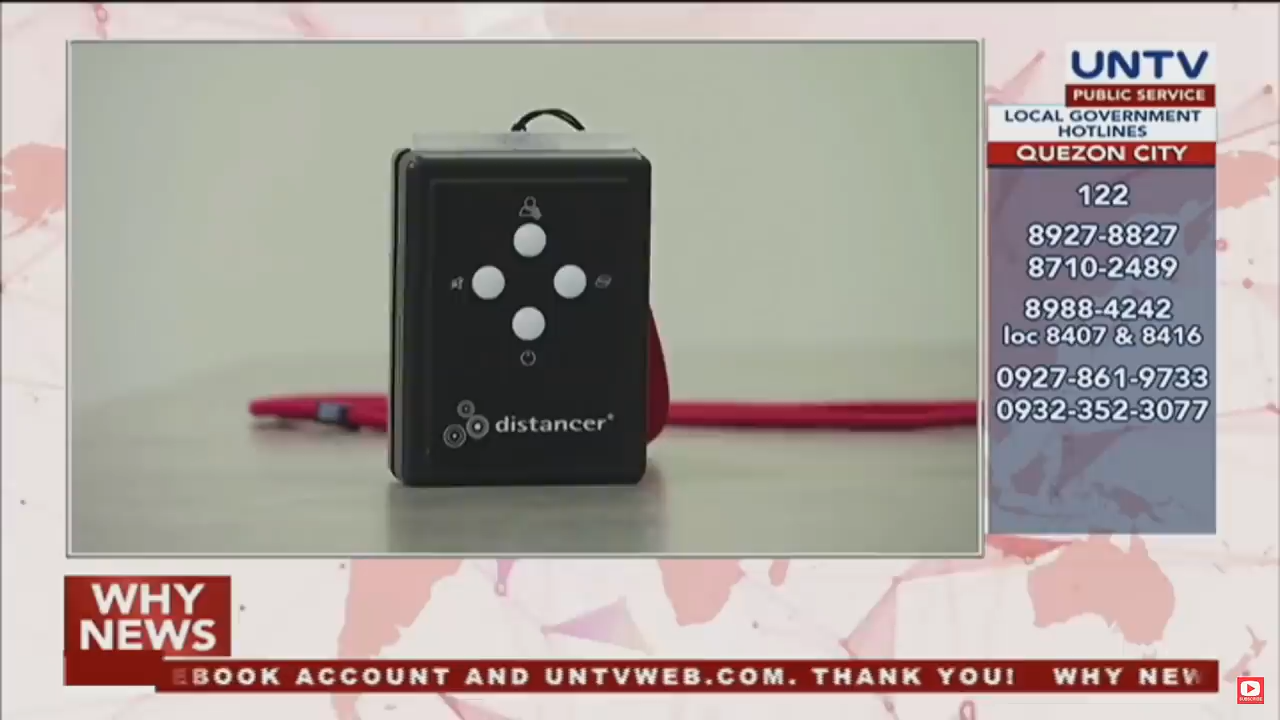 distancer
UNTV
PUBLIC SERVICE
LOCAL GOVERNMENT
HOTLINES
QUEZON CITY
122
8927-8827
8710-2489
8988-4242
loc 8407 & 8416
0927-861-9733
0932-352-3077
WHY
NEWS
EBOOK ACCOUNT AND UNTVWEB.COM. THANK YOU! WHY NEW
SUBSCRIBE